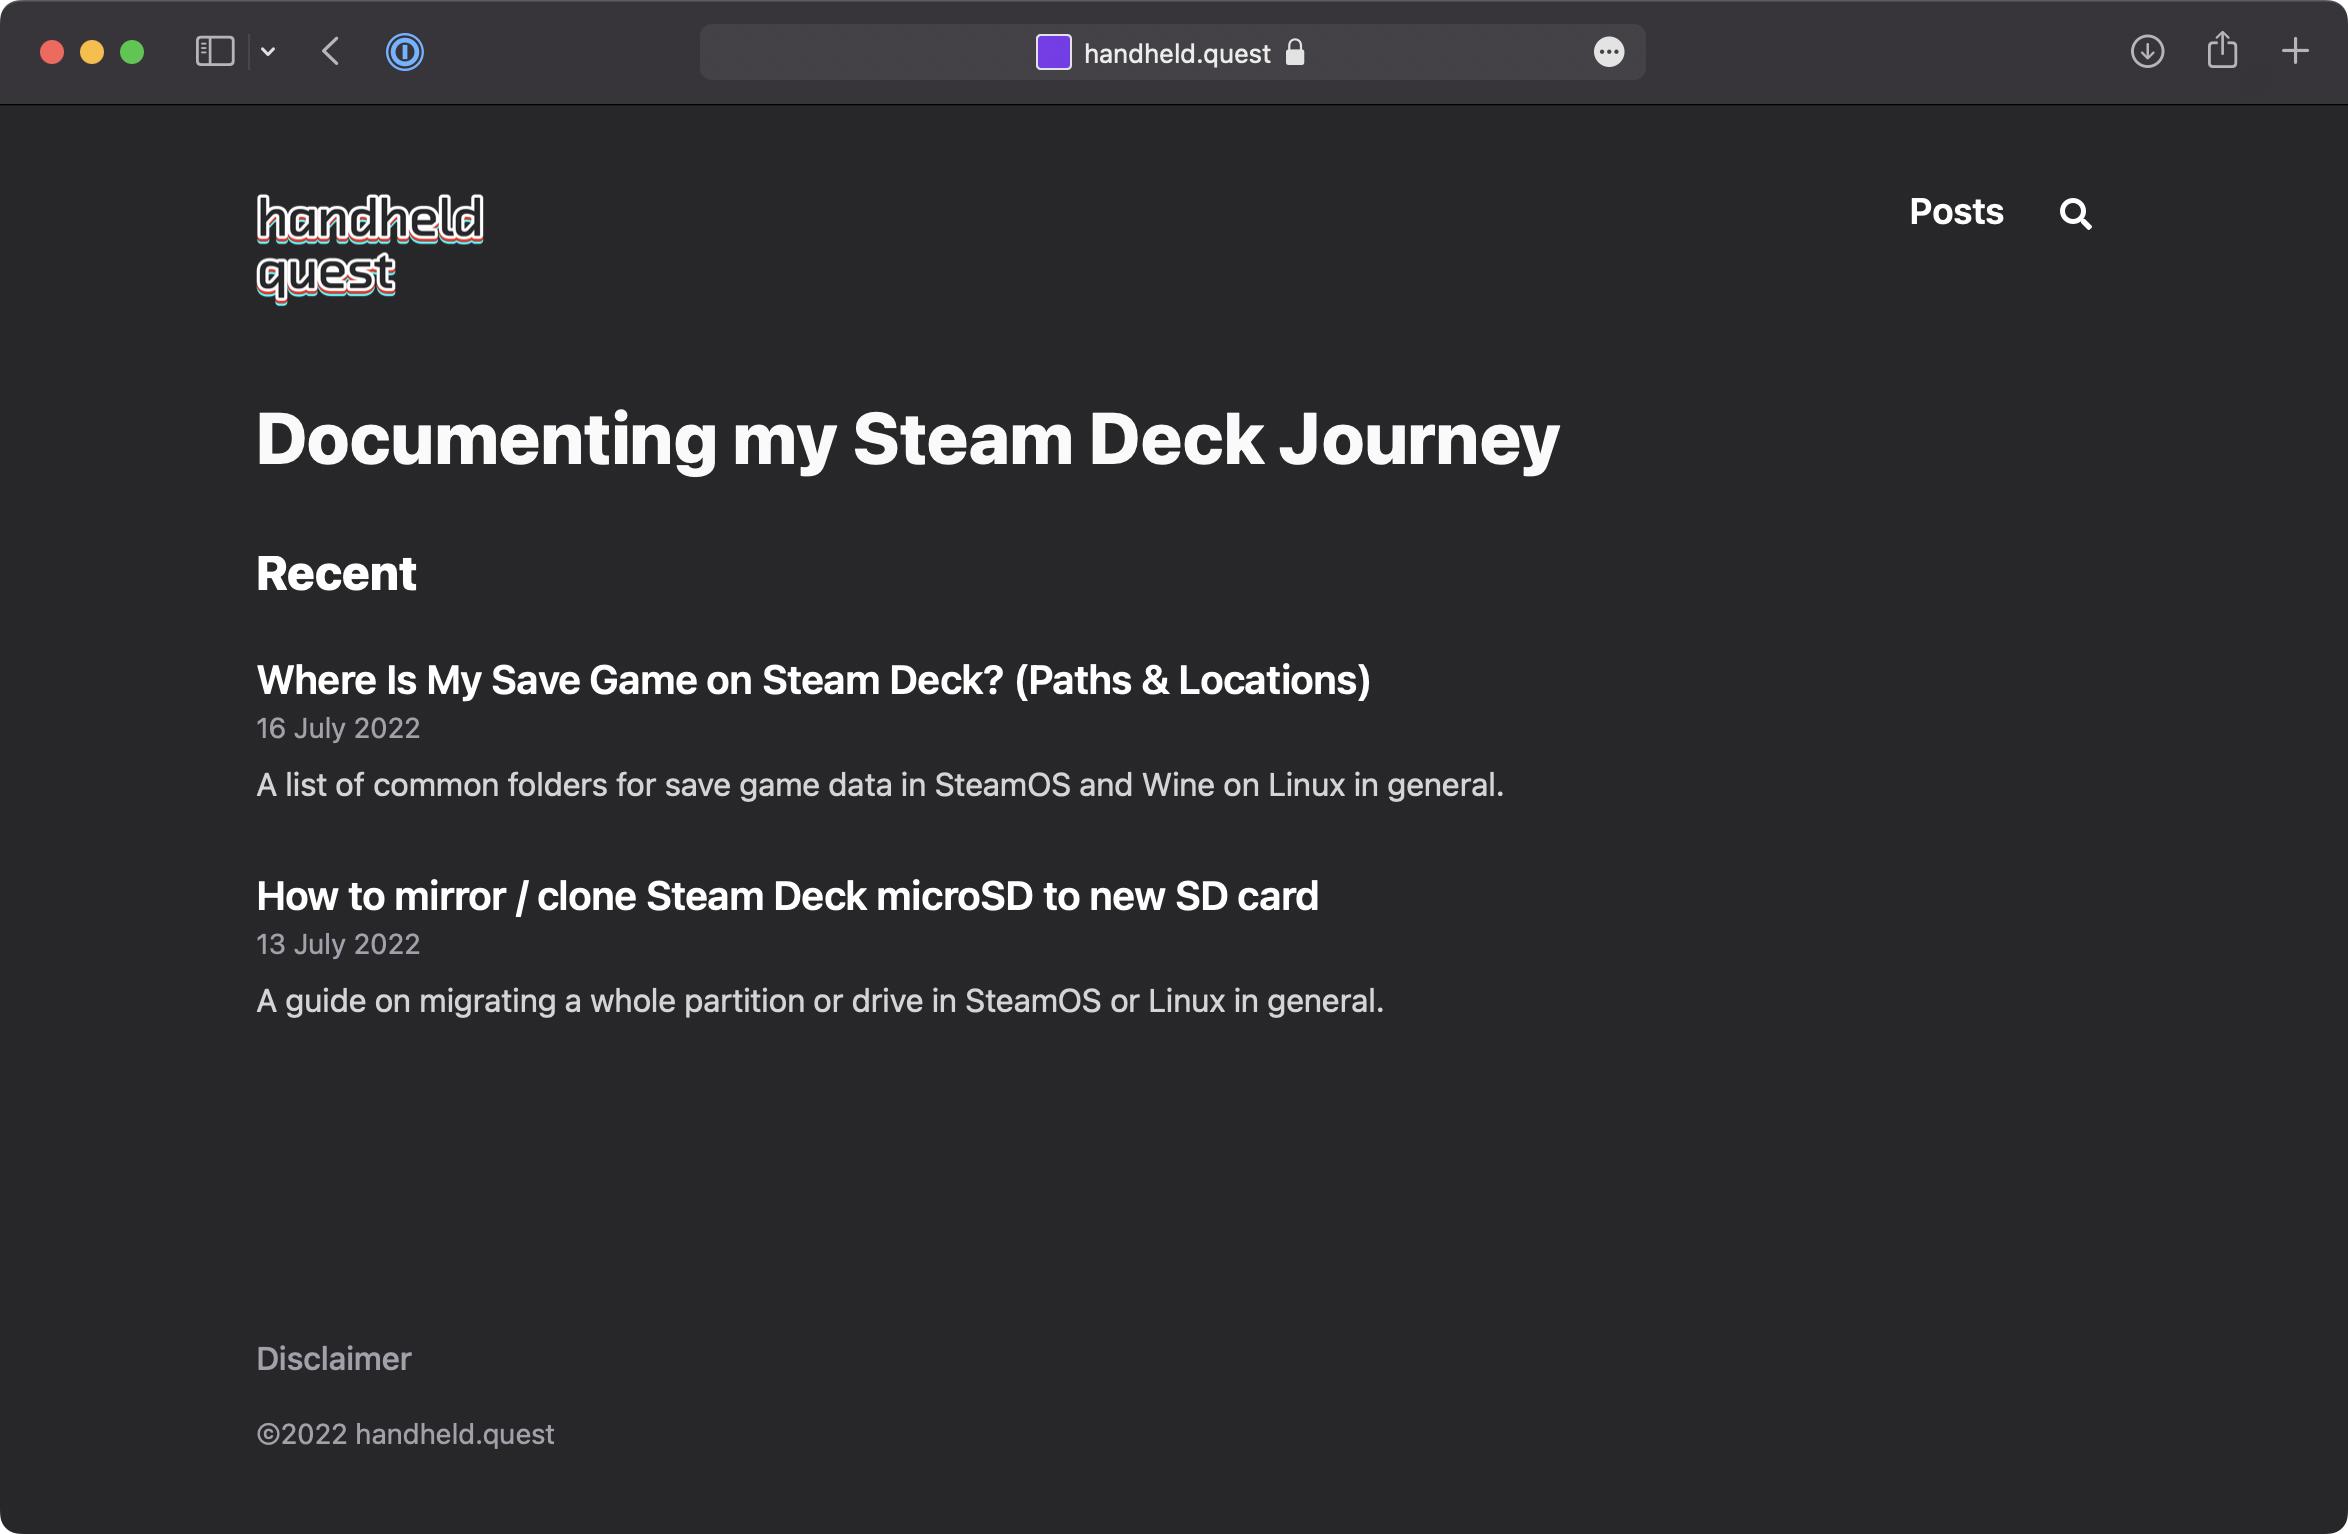 handheld.quest
handheld
quest
Posts
Documenting my Steam Deck Journey
Recent
Where Is My Save Game on Steam Deck? (Paths & Locations)
16 July 2022
A list of common folders for save game data in SteamOS and Wine on Linux in general.
How to mirror / clone Steam Deck microSD to new SD card
13 July 2022
A guide on migrating a whole partition or drive in SteamOS or Linux in general.
Disclaimer
©2022 handheld.quest